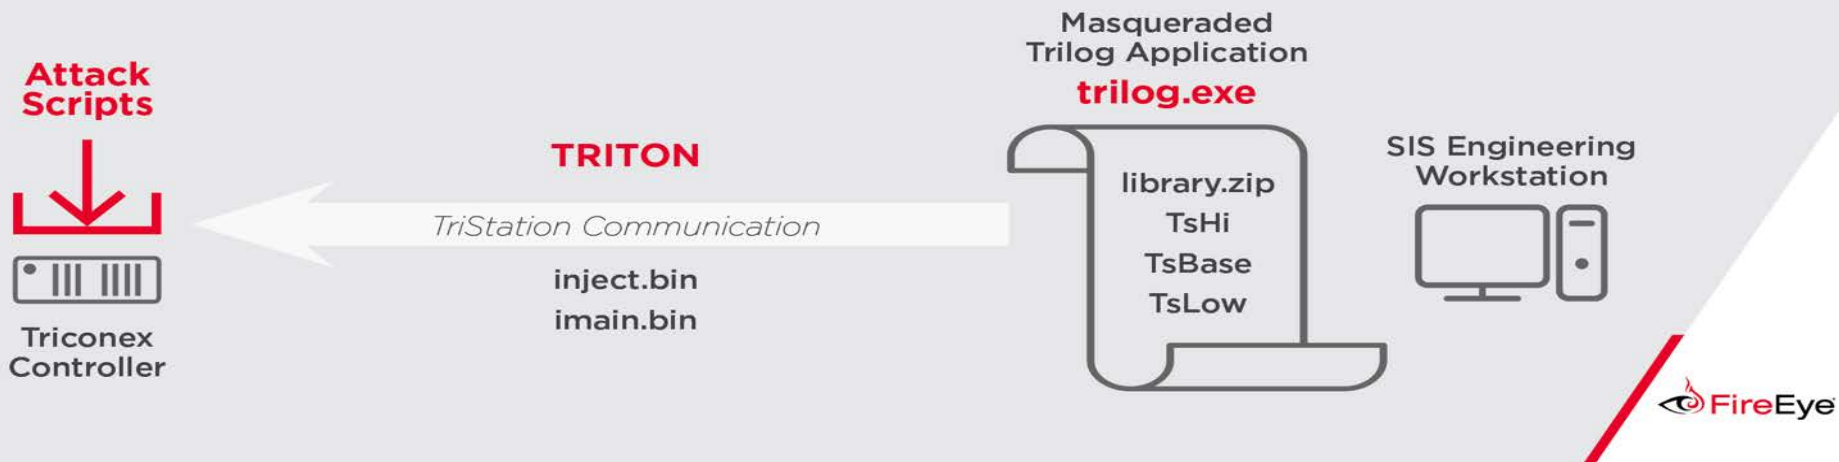 Attack
Scripts
Triconex
Controller
TRITON
TriStation Communication
inject.bin
imain.bin
Masqueraded
Trilog Application
trilog.exe
library.zip
TsHi
TsBase
TsLow
SIS Engineering
Workstation
FireEye